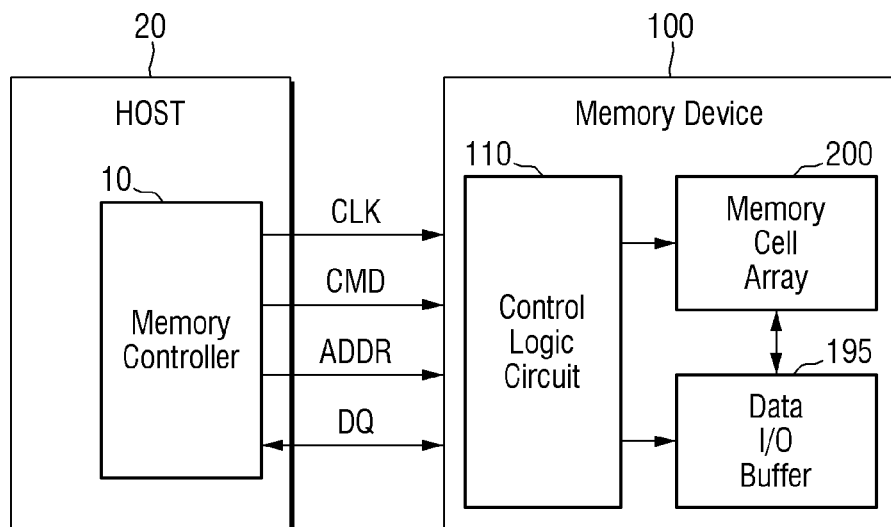 20
100
HOST
Memory Device
10
110
200
CLK
Memory
Cell
Array
CMD
Memory
Controller
Control
Logic
Circuit
ADDR
195
DQ
Data
I/O
Buffer